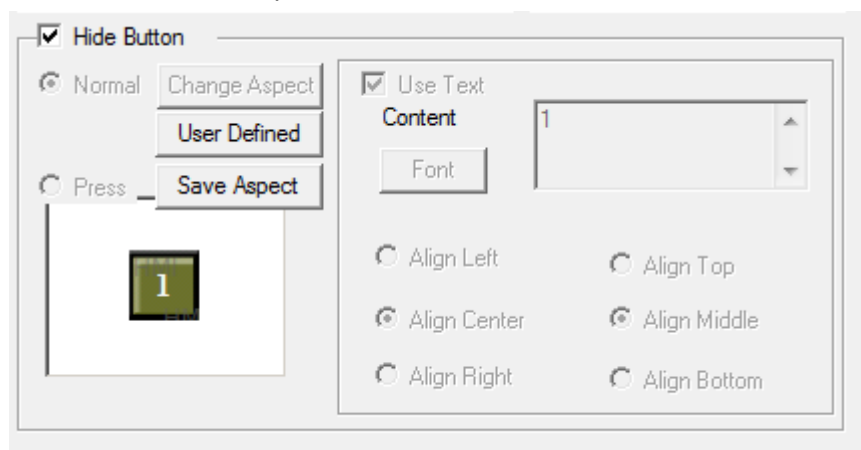 Hide Button
Normal
Change Aspect
User Defined
Press
Save Aspect
1
Use Text
Content
1
Font
Align Left
Align Top
Align Center
Align Middle
Align Right
Align Bottom